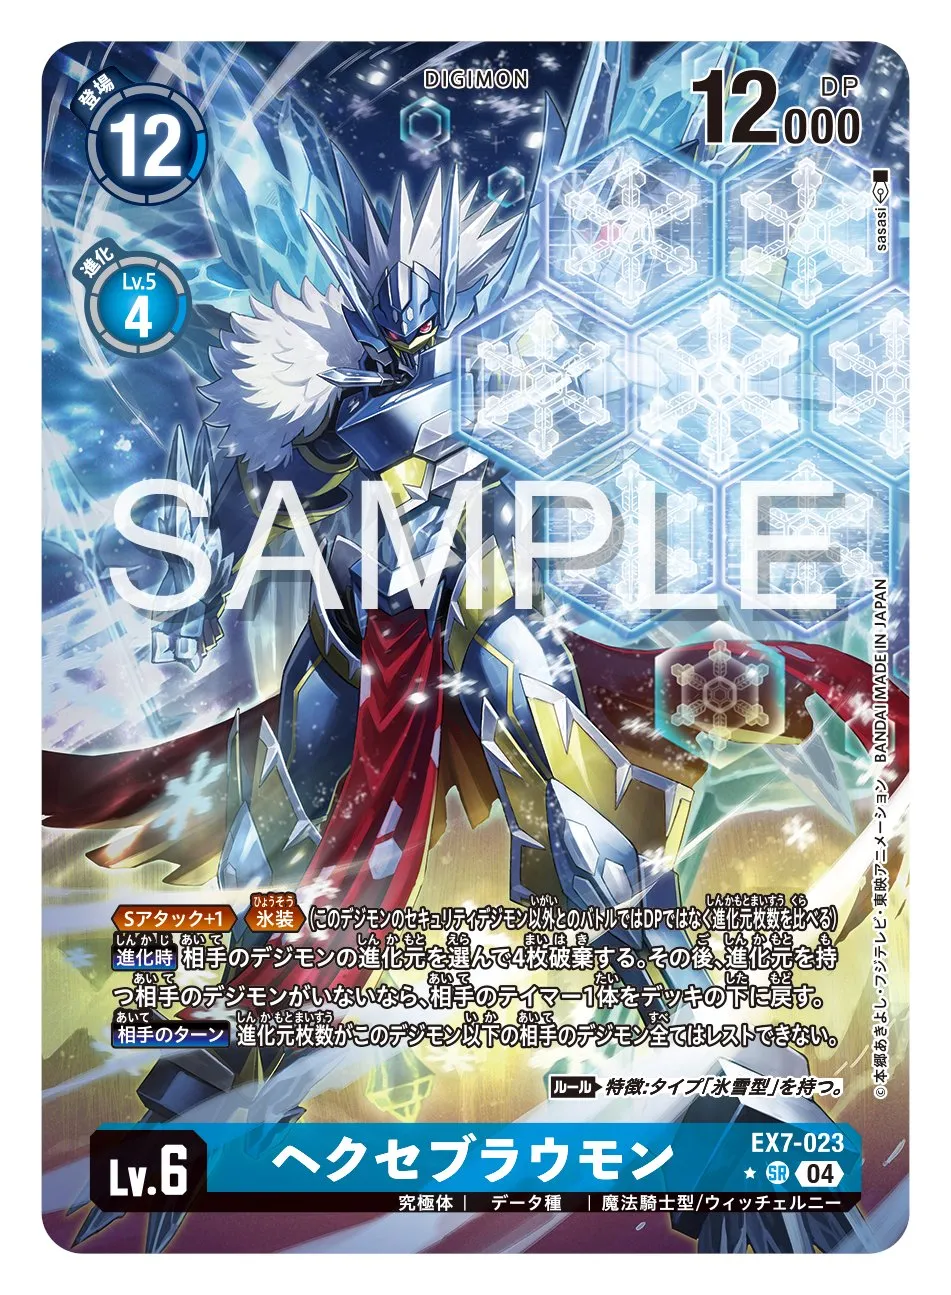 DIGIMON
登場
12
12000
DP
進化
Lv.5
4
sasasi
SAMPLE
©本郷あきよし・フジテレビ・東映アニメーション BANDAI MADE IN JAPAN
Sアタック+1 氷装 (このデジモンのセキュリティデジモン以外とのバトルではDPではなく進化元枚数を比べる)
進化時 相手のデジモンの進化元を選んで4枚破棄する。その後、進化元を持
つ相手のデジモンがいないなら、相手のテイマー1体をデッキの下に戻す。
相手のターン 進化元枚数がこのデジモン以下の相手のデジモン全てはレストできない。
ルール 特徴:タイプ「氷雪型」を持つ。
Lv.6
ヘクセブラウモン
EX7-023
SR 04
究極体 | データ種 | 魔法騎士型/ウィッチェルニー